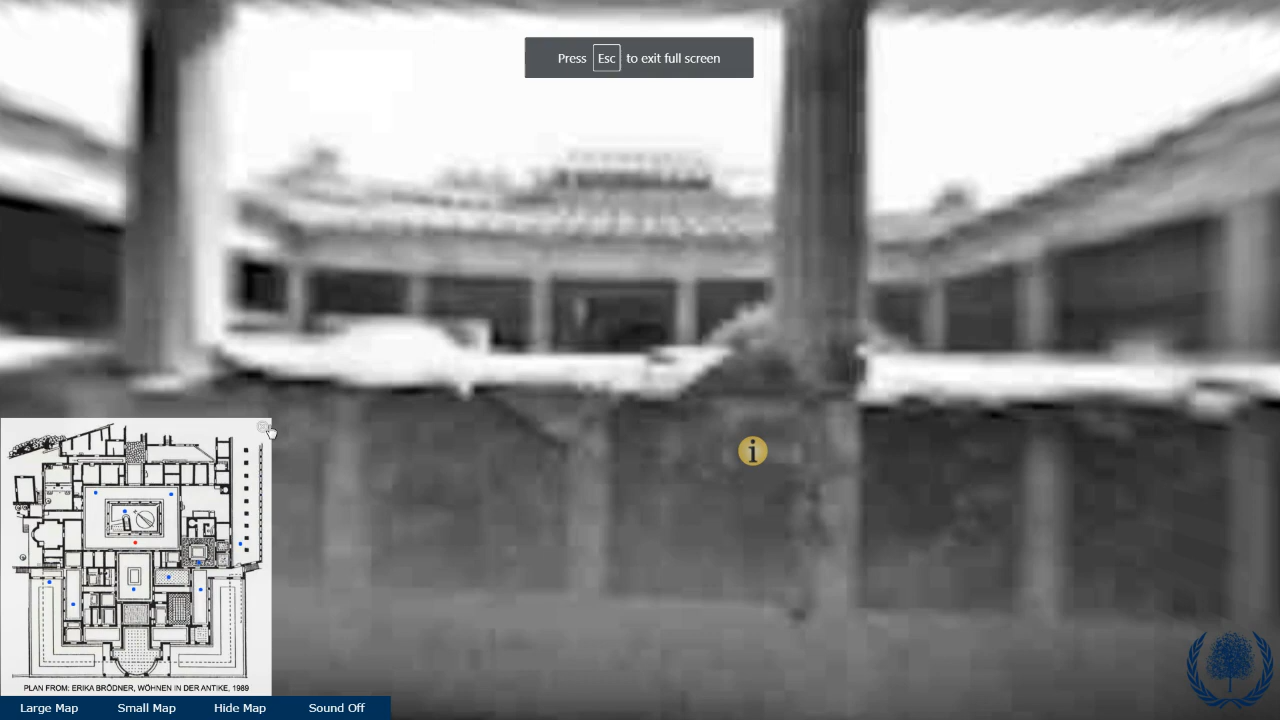 Press Esc to exit full screen
i
PLAN FROM: ERIKA BRÖDNER, WOHNEN IN DER ANTIKE, 1989
Large Map Small Map Hide Map Sound Off